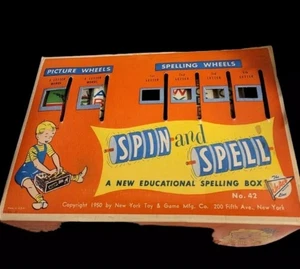 PICTURE WHEELS
SPELLING WHEELS
SPIN and SPELL
A NEW EDUCATIONAL SPELLING BOX
No. 42
Copyright 1950 by New York Toy & Game Mfg. Co. 200 Fifth Ave., New York